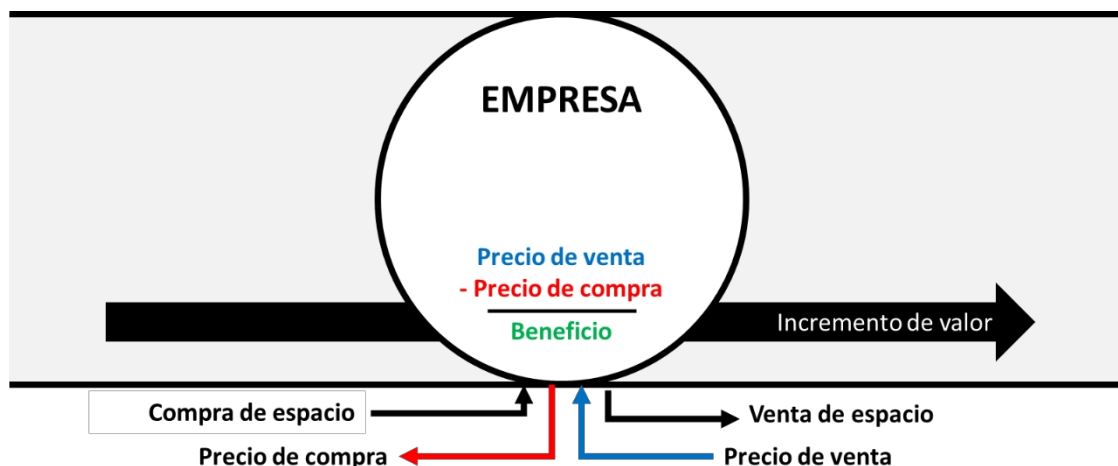 EMPRESA
Precio de venta
- Precio de compra
Beneficio
Incremento de valor
Compra de espacio
Venta de espacio
Precio de compra
Precio de venta